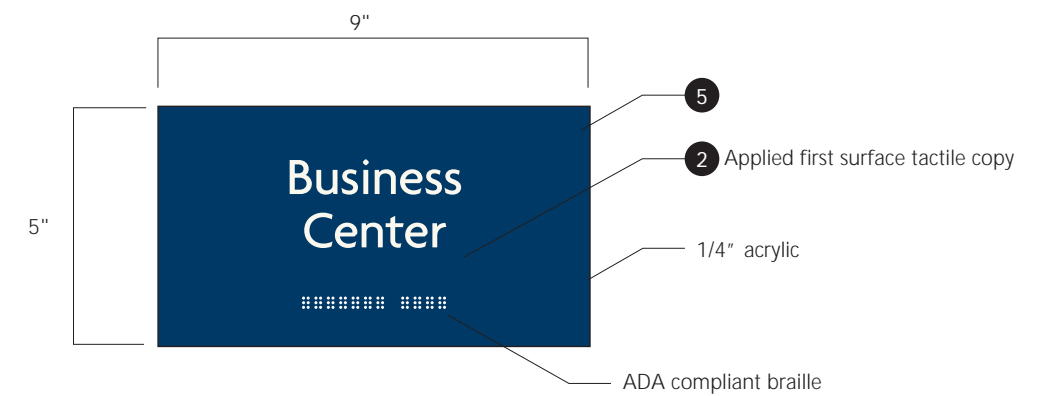 9"
5
2 Applied first surface tactile copy
Business
Center
5"
1/4" acrylic
⠿⠿⠿⠿⠿⠿⠿ ⠿⠿⠿⠿
ADA compliant braille